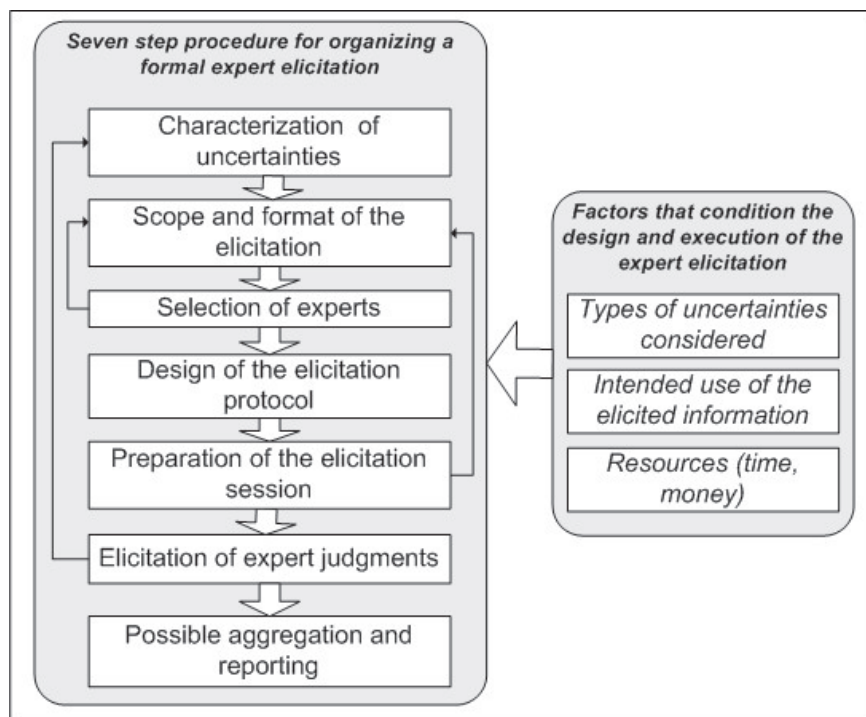 Seven step procedure for organizing a
formal expert elicitation
Characterization of
uncertainties
Scope and format of the
elicitation
Selection of experts
Design of the elicitation
protocol
Preparation of the elicitation
session
Elicitation of expert judgments
Possible aggregation and
reporting
Factors that condition the
design and execution of the
expert elicitation
Types of uncertainties
considered
Intended use of the
elicited information
Resources (time,
money)